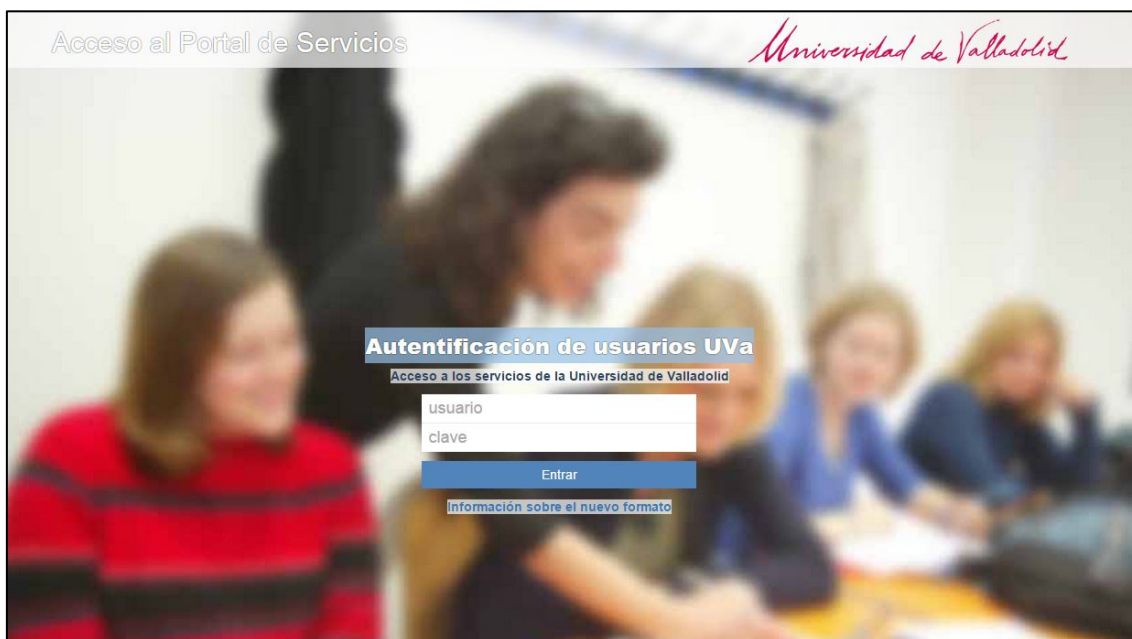 Acceso al Portal de Servicios
Universidad de Valladolid
Autentificación de usuarios UVa
Acceso a los servicios de la Universidad de Valladolid
usuario
clave
Entrar
Información sobre el nuevo formato